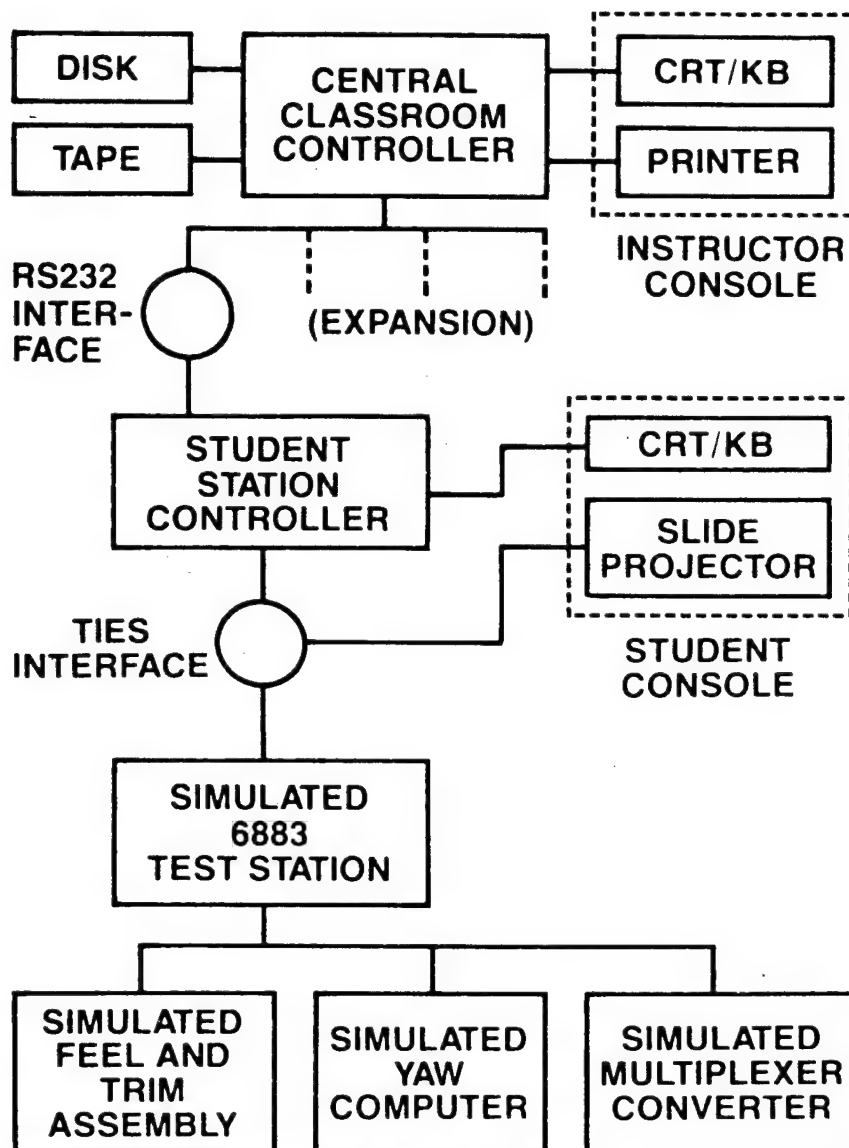 DISK
TAPE
CENTRAL
CLASSROOM
CONTROLLER
CRT/KB
PRINTER
INSTRUCTOR
CONSOLE
RS232
INTER-
FACE
(EXPANSION)
STUDENT
STATION
CONTROLLER
CRT/KB
SLIDE
PROJECTOR
STUDENT
CONSOLE
TIES
INTERFACE
SIMULATED
6883
TEST STATION
SIMULATED
FEEL AND
TRIM
ASSEMBLY
SIMULATED
YAW
COMPUTER
SIMULATED
MULTIPLEXER
CONVERTER